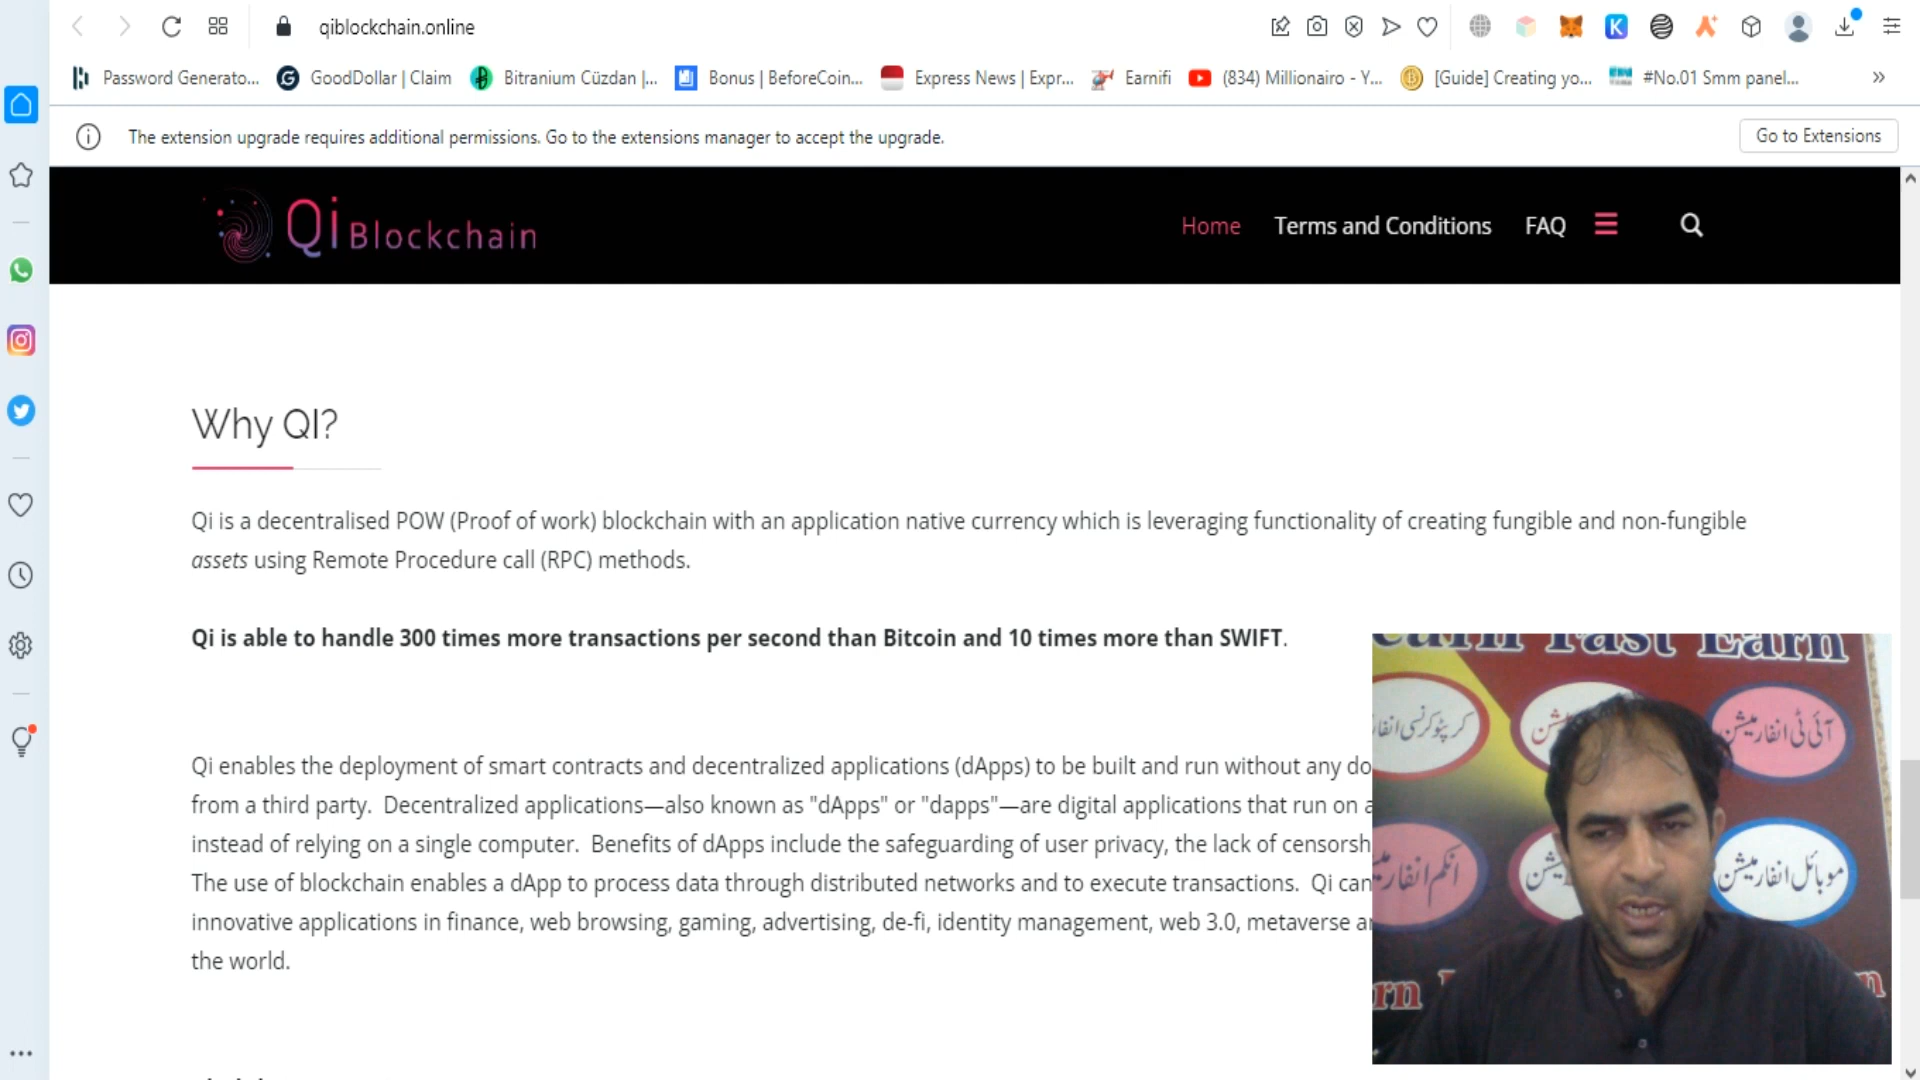 qiblockchain.online
Password Generato... GoodDollar | Claim Bitranium Cüzdan |... Bonus | BeforeCoin... Express News | Expr... Earnifi (834) Millionairo - Y... [Guide] Creating yo... #No.01 Smm panel... »
The extension upgrade requires additional permissions. Go to the extensions manager to accept the upgrade. Go to Extensions
Qi Blockchain Home Terms and Conditions FAQ
Why QI?
Qi is a decentralised POW (Proof of work) blockchain with an application native currency which is leveraging functionality of creating fungible and non-fungible
assets using Remote Procedure call (RPC) methods.
Qi is able to handle 300 times more transactions per second than Bitcoin and 10 times more than SWIFT.
Qi enables the deployment of smart contracts and decentralized applications (dApps) to be built and run without any do
from a third party. Decentralized applications—also known as "dApps" or "dapps"—are digital applications that run on a
instead of relying on a single computer. Benefits of dApps include the safeguarding of user privacy, the lack of censorsh
The use of blockchain enables a dApp to process data through distributed networks and to execute transactions. Qi can
innovative applications in finance, web browsing, gaming, advertising, de-fi, identity management, web 3.0, metaverse a
the world.
Fast Earn
کرپٹوکرنسی انفار
آئی ٹی انفارمیشن
انکم انفارمیش
موبائل انفارمیشن